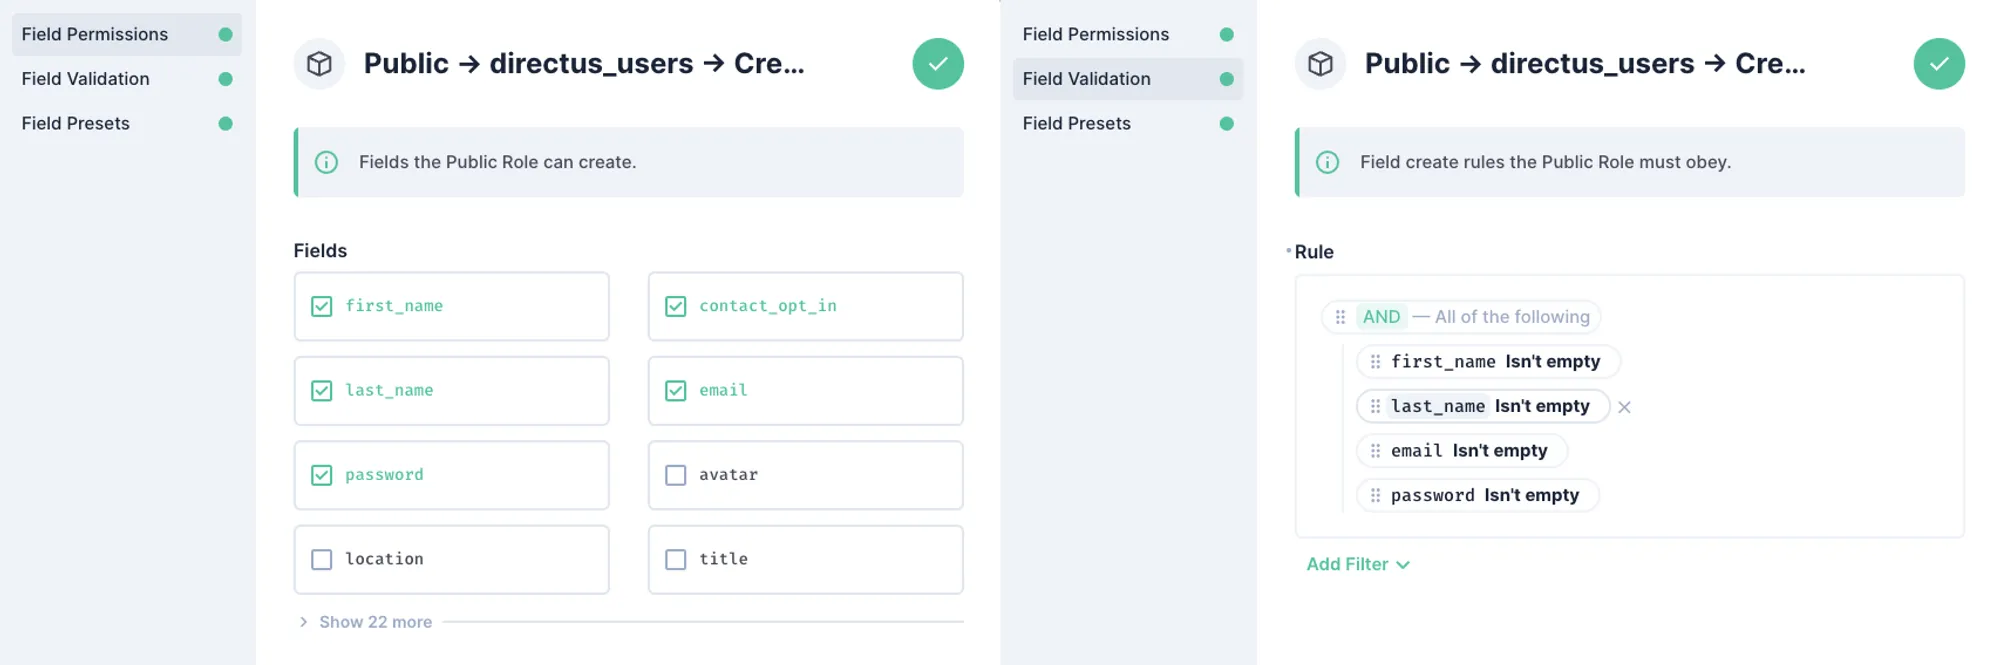 Field Permissions
Field Validation
Field Presets
Public → directus_users → Cre...
Fields the Public Role can create.
Fields
first_name
contact_opt_in
last_name
email
password
avatar
location
title
Show 22 more
Field Permissions
Field Validation
Field Presets
Public → directus_users → Cre...
Field create rules the Public Role must obey.
Rule
AND — All of the following
first_name Isn't empty
last_name Isn't empty
email Isn't empty
password Isn't empty
Add Filter